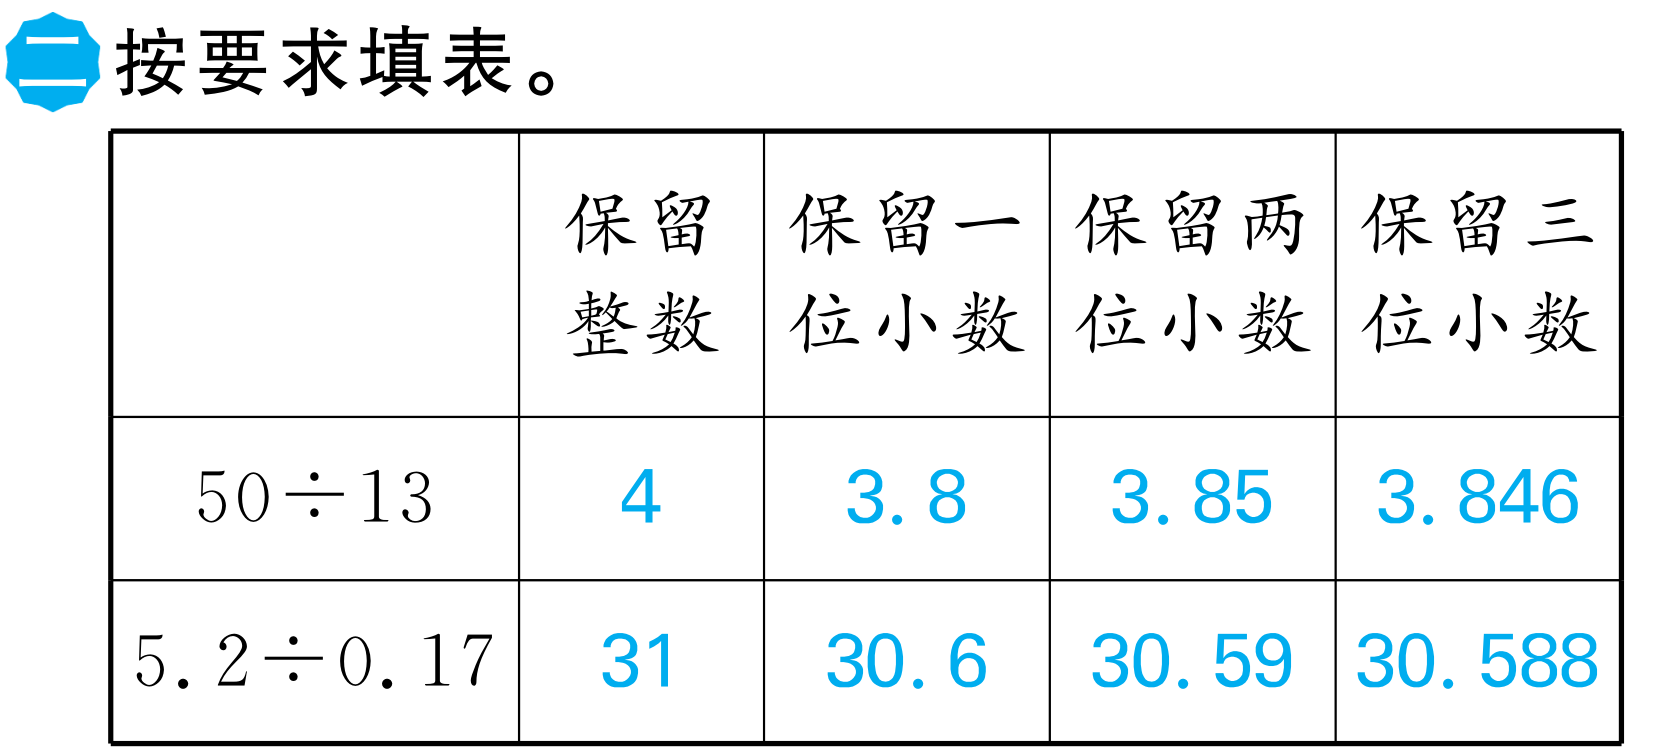 二 按要求填表。
保留整数 保留一位小数 保留两位小数 保留三位小数
50÷13 4 3.8 3.85 3.846
5.2÷0.17 31 30.6 30.59 30.588